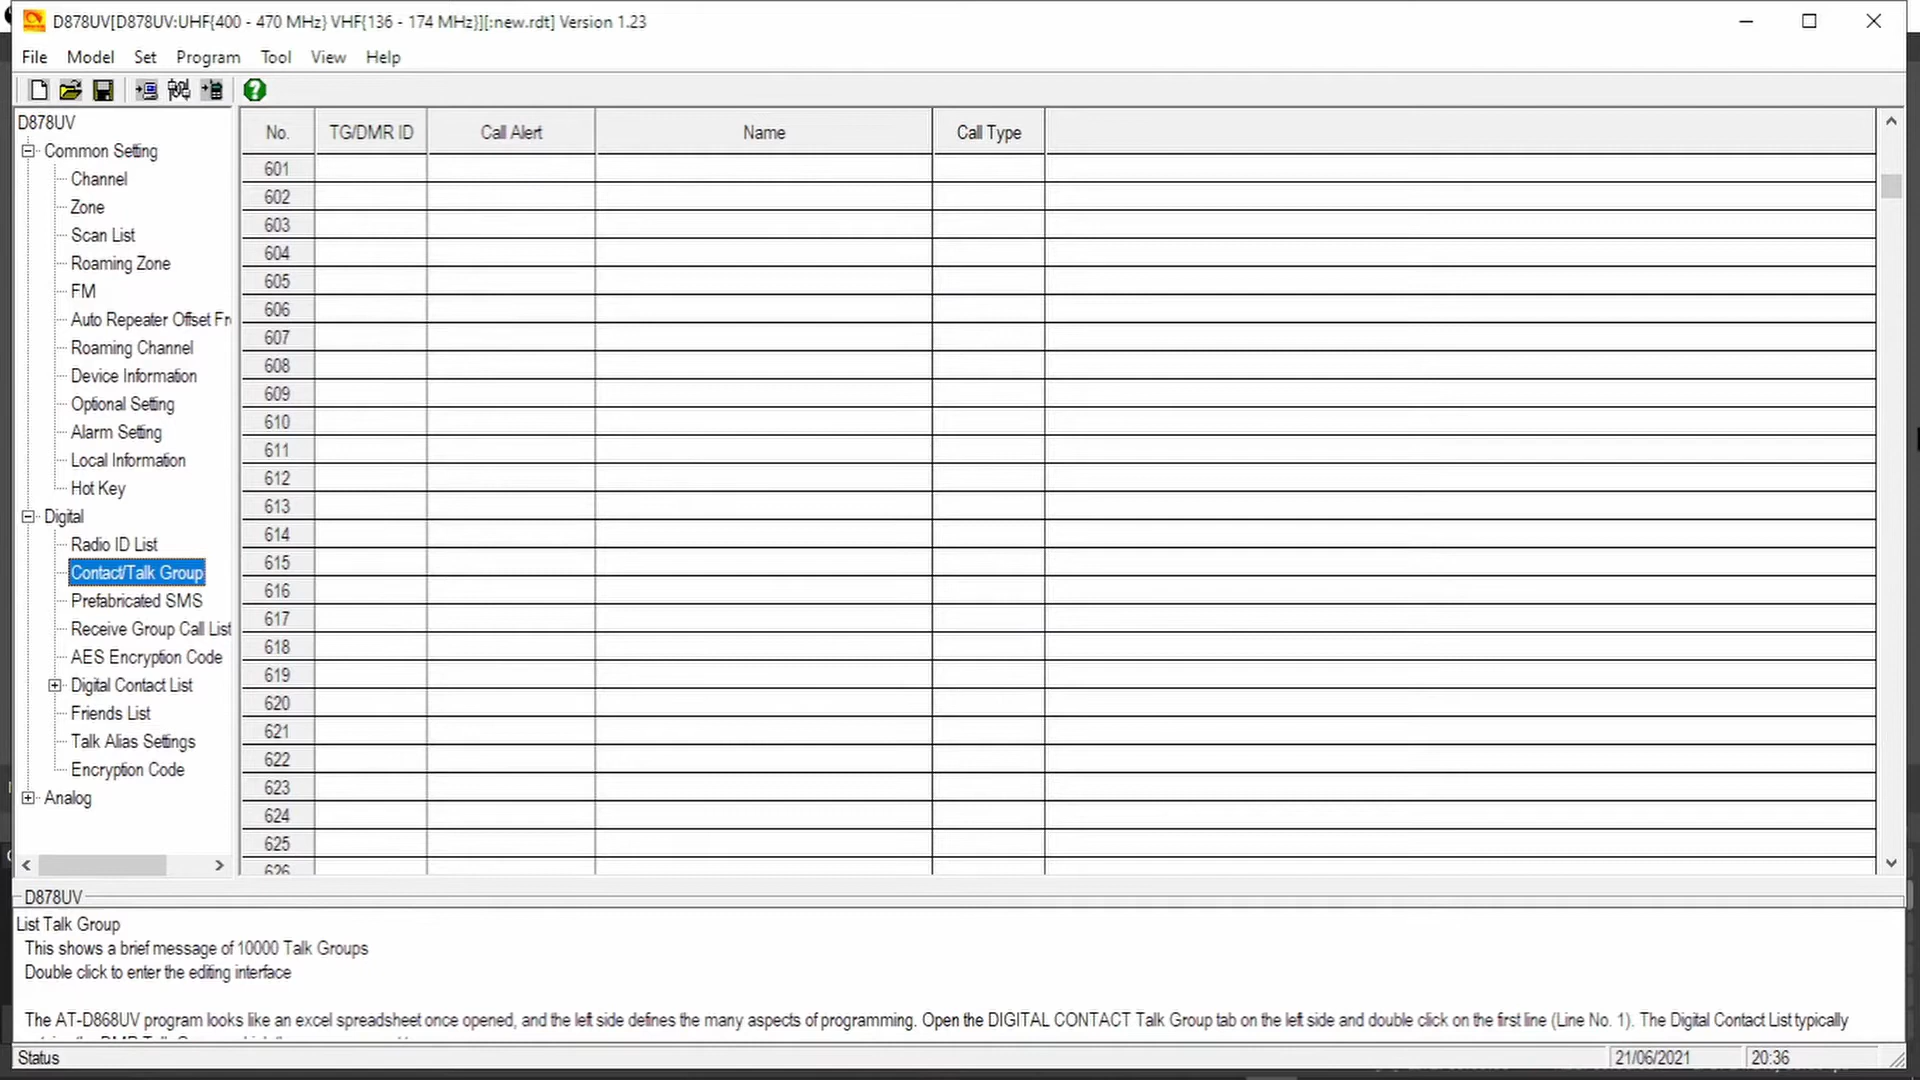 D878UV[D878UV:UHF{400 - 470 MHz} VHF{136 - 174 MHz}][:new.rdt] Version 1.23
File Model Set Program Tool View Help
D878UV
Common Setting
Channel
Zone
Scan List
Roaming Zone
FM
Auto Repeater Offset Fr
Roaming Channel
Device Information
Optional Setting
Alarm Setting
Local Information
Hot Key
Digital
Radio ID List
Contact/Talk Group
Prefabricated SMS
Receive Group Call List
AES Encryption Code
Digital Contact List
Friends List
Talk Alias Settings
Encryption Code
Analog
No. TG/DMR ID Call Alert Name Call Type
601
602
603
604
605
606
607
608
609
610
611
612
613
614
615
616
617
618
619
620
621
622
623
624
625
626
D878UV
List Talk Group
This shows a brief message of 10000 Talk Groups
Double click to enter the editing interface
The AT-D868UV program looks like an excel spreadsheet once opened, and the left side defines the many aspects of programming. Open the DIGITAL CONTACT Talk Group tab on the left side and double click on the first line (Line No. 1). The Digital Contact List typically
Status 21/06/2021 20:36